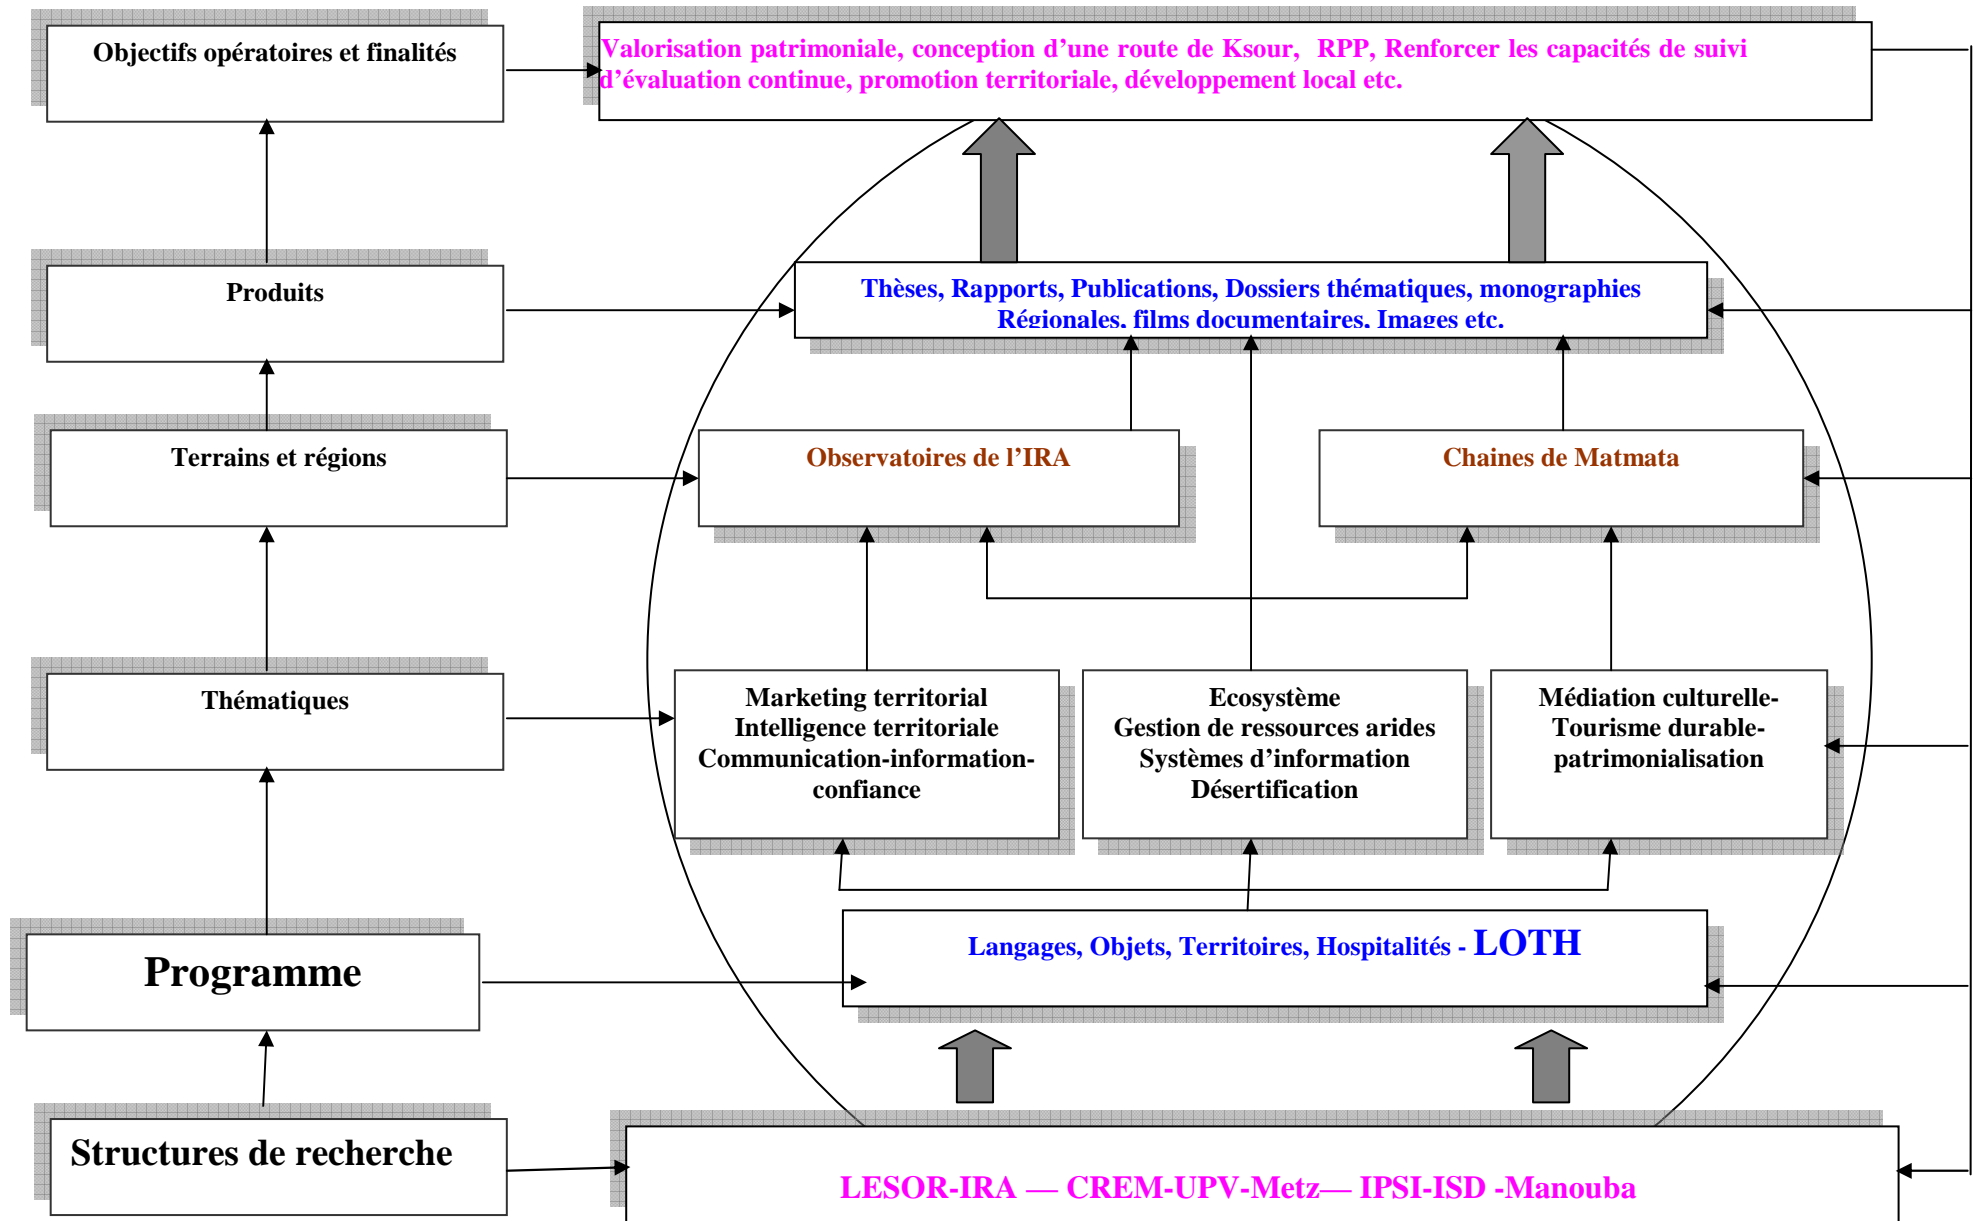 Objectifs opératoires et finalités
Valorisation patrimoniale, conception d'une route de Ksour, RPP, Renforcer les capacités de suivi
d'évaluation continue, promotion territoriale, développement local etc.
Produits
Thèses, Rapports, Publications, Dossiers thématiques, monographies
Régionales, films documentaires, Images etc.
Terrains et régions
Observatoires de l'IRA
Chaines de Matmata
Thématiques
Marketing territorial
Intelligence territoriale
Communication-information-
confiance
Ecosystème
Gestion de ressources arides
Systèmes d'information
Désertification
Médiation culturelle-
Tourisme durable-
patrimonialisation
Programme
Langages, Objets, Territoires, Hospitalités - LOTH
Structures de recherche
LESOR-IRA — CREM-UPV-Metz— IPSI-ISD -Manouba